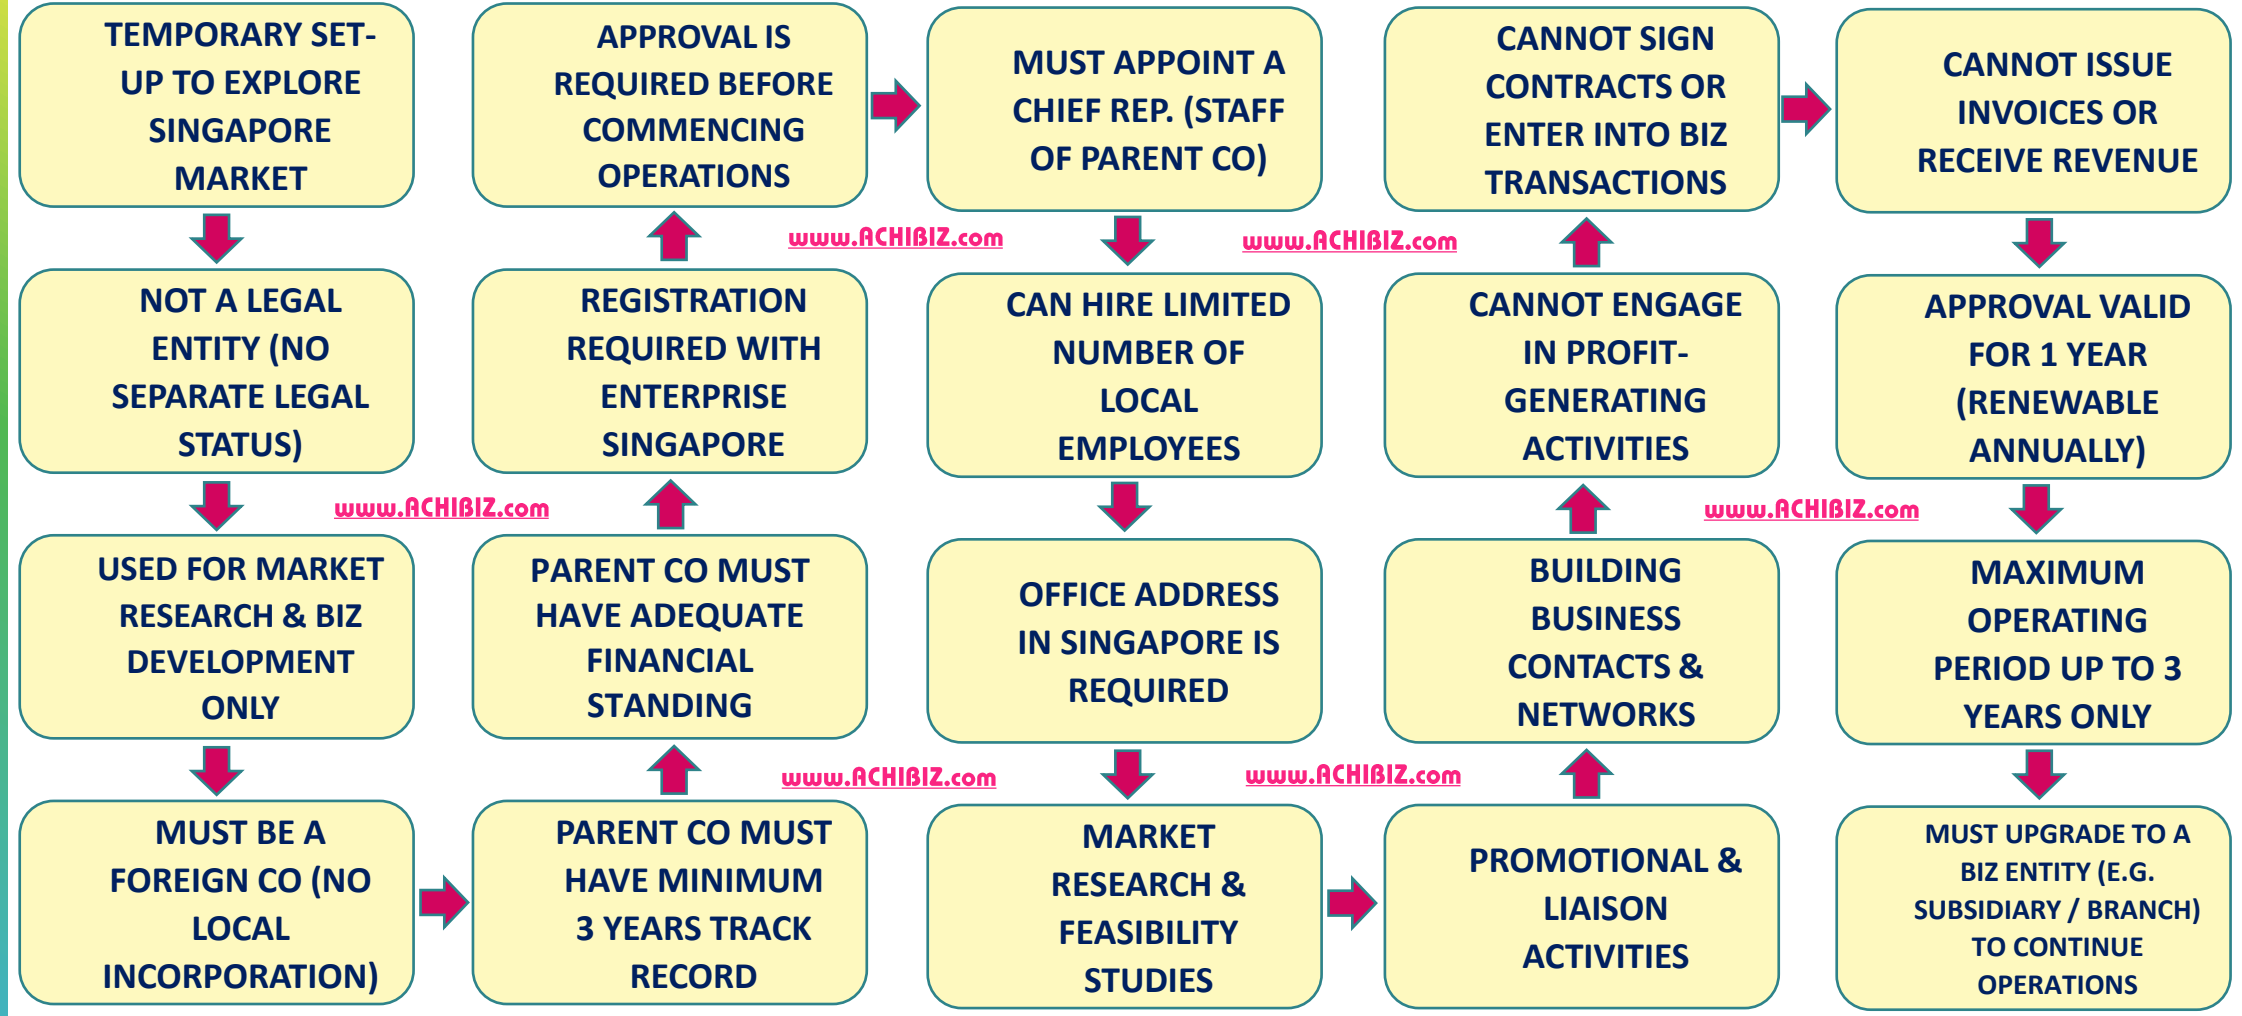 TEMPORARY SET-
UP TO EXPLORE
SINGAPORE
MARKET
NOT A LEGAL
ENTITY (NO
SEPARATE LEGAL
STATUS)
www.ACHIBIZ.com
USED FOR MARKET
RESEARCH & BIZ
DEVELOPMENT
ONLY
MUST BE A
FOREIGN CO (NO
LOCAL
INCORPORATION)
PARENT CO MUST
HAVE MINIMUM
3 YEARS TRACK
RECORD
PARENT CO MUST
HAVE ADEQUATE
FINANCIAL
STANDING
REGISTRATION
REQUIRED WITH
ENTERPRISE
SINGAPORE
APPROVAL IS
REQUIRED BEFORE
COMMENCING
OPERATIONS
www.ACHIBIZ.com
www.ACHIBIZ.com
MUST APPOINT A
CHIEF REP. (STAFF
OF PARENT CO)
CAN HIRE LIMITED
NUMBER OF
LOCAL
EMPLOYEES
OFFICE ADDRESS
IN SINGAPORE IS
REQUIRED
MARKET
RESEARCH &
FEASIBILITY
STUDIES
www.ACHIBIZ.com
www.ACHIBIZ.com
PROMOTIONAL &
LIAISON
ACTIVITIES
BUILDING
BUSINESS
CONTACTS &
NETWORKS
CANNOT ENGAGE
IN PROFIT-
GENERATING
ACTIVITIES
CANNOT SIGN
CONTRACTS OR
ENTER INTO BIZ
TRANSACTIONS
www.ACHIBIZ.com
CANNOT ISSUE
INVOICES OR
RECEIVE REVENUE
APPROVAL VALID
FOR 1 YEAR
(RENEWABLE
ANNUALLY)
MAXIMUM
OPERATING
PERIOD UP TO 3
YEARS ONLY
MUST UPGRADE TO A
BIZ ENTITY (E.G.
SUBSIDIARY / BRANCH)
TO CONTINUE
OPERATIONS